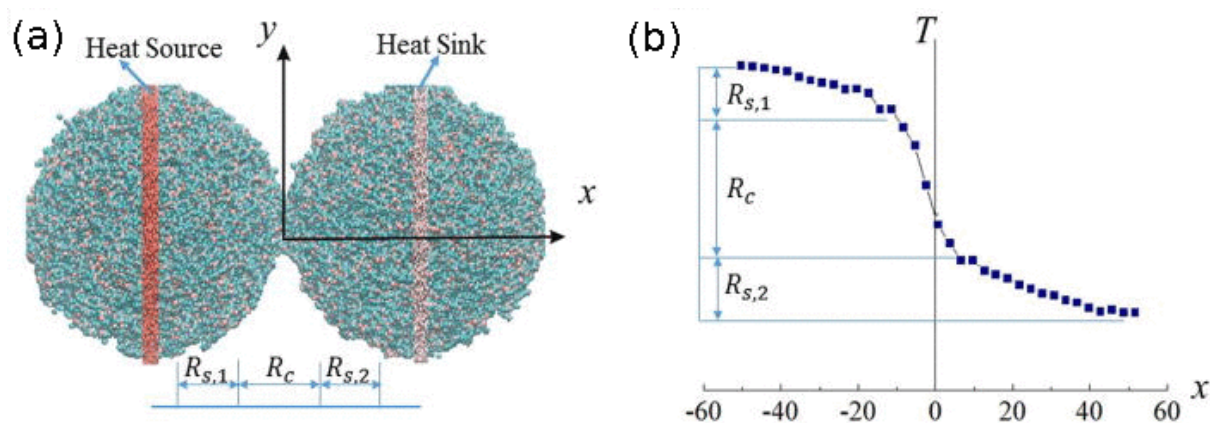 (a)
Heat Source
y
Heat Sink
x
R_{s,1}
R_c
R_{s,2}
(b)
T
R_{s,1}
R_c
R_{s,2}
x
-60 -40 -20 0 20 40 60